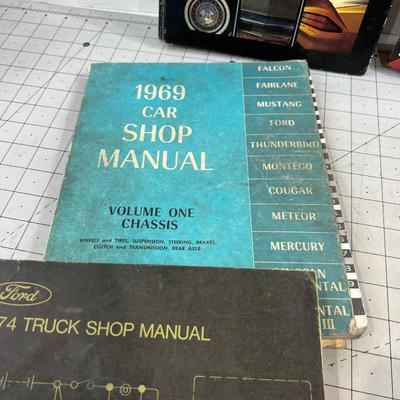 1969
CAR
SHOP
MANUAL
VOLUME ONE
CHASSIS
WHEELS and TIRES, SUSPENSION, STEERING, BRAKES,
CLUTCH and TRANSMISSION, REAR AXLE
FALCON
FAIRLANE
MUSTANG
FORD
THUNDERBIRD
MONTEGO
COUGAR
METEOR
MERCURY
III
Ford
74 TRUCK SHOP MANUAL